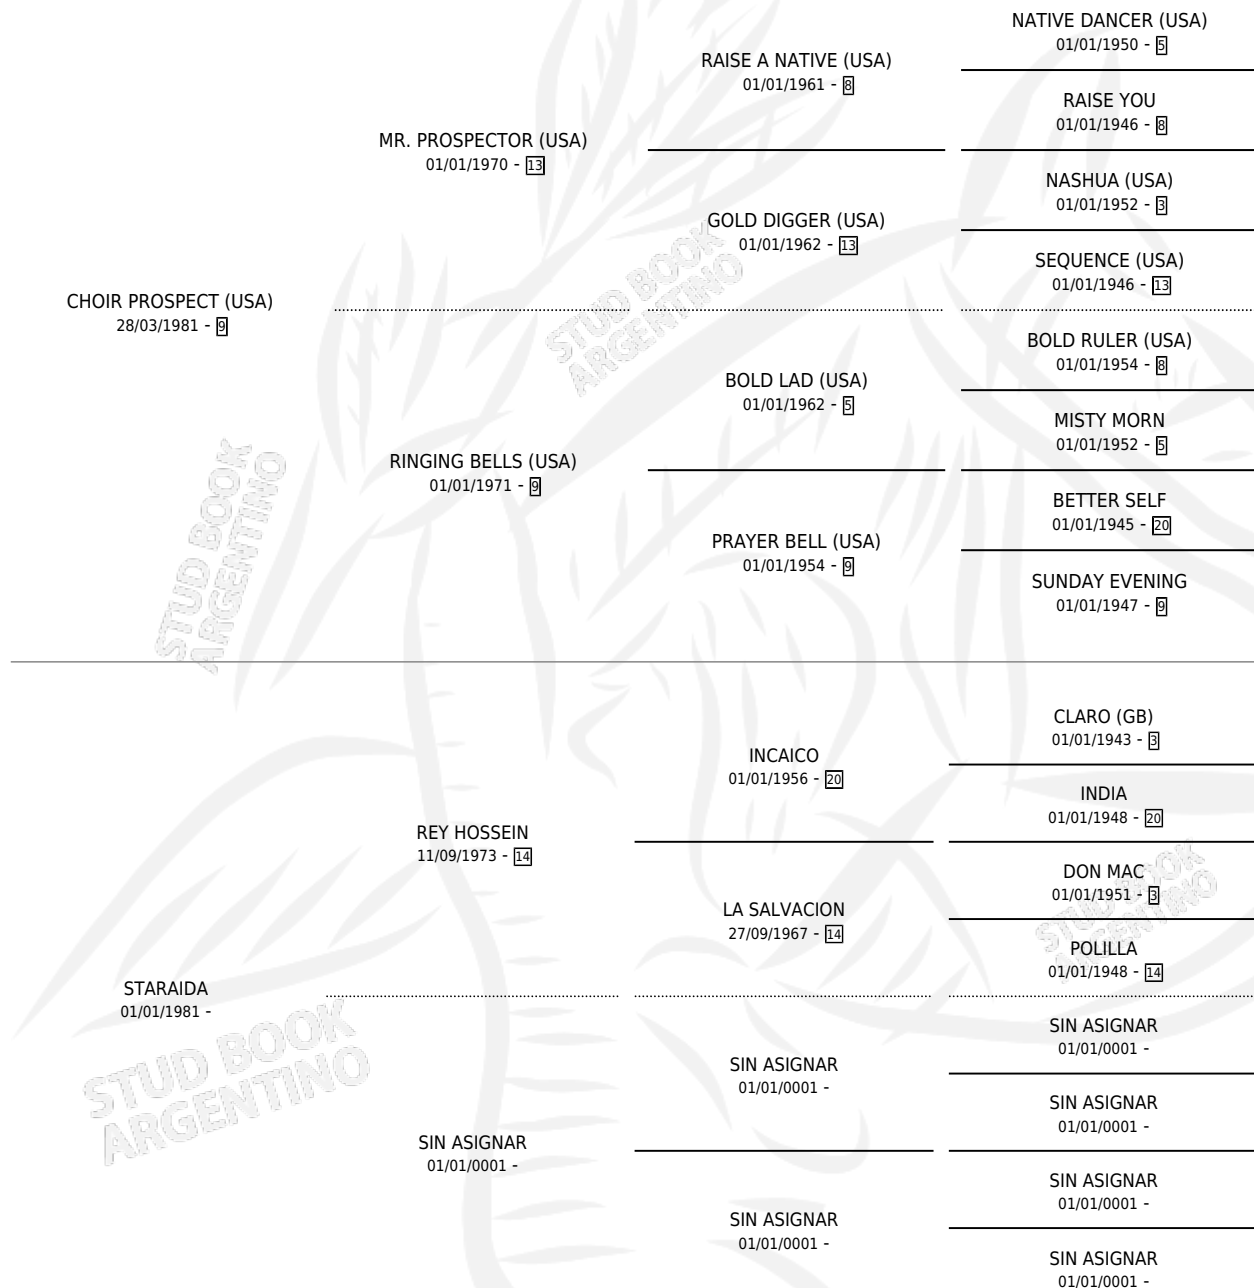 NATIVE DANCER (USA)
01/01/1950 - 5
RAISE A NATIVE (USA)
01/01/1961 - 8
RAISE YOU
01/01/1946 - 8
MR. PROSPECTOR (USA)
01/01/1970 - 13
NASHUA (USA)
01/01/1952 - 3
GOLD DIGGER (USA)
01/01/1962 - 13
SEQUENCE (USA)
01/01/1946 - 13
CHOIR PROSPECT (USA)
28/03/1981 - 9
BOLD RULER (USA)
01/01/1954 - 8
BOLD LAD (USA)
01/01/1962 - 5
MISTY MORN
01/01/1952 - 5
RINGING BELLS (USA)
01/01/1971 - 9
BETTER SELF
01/01/1945 - 20
PRAYER BELL (USA)
01/01/1954 - 9
SUNDAY EVENING
01/01/1947 - 9
CLARO (GB)
01/01/1943 - 3
INCAICO
01/01/1956 - 20
INDIA
01/01/1948 - 20
REY HOSSEIN
11/09/1973 - 14
DON MAC
01/01/1951 - 3
LA SALVACION
27/09/1967 - 14
POLILLA
01/01/1948 - 14
STARAIDA
01/01/1981 -
SIN ASIGNAR
01/01/0001 -
SIN ASIGNAR
01/01/0001 -
SIN ASIGNAR
01/01/0001 -
SIN ASIGNAR
01/01/0001 -
SIN ASIGNAR
01/01/0001 -
SIN ASIGNAR
01/01/0001 -
SIN ASIGNAR
01/01/0001 -
STUD BOOK
ARGENTINO
STUD BOOK
ARGENTINO
STUD BOOK
ARGENTINO
STUD BOOK
ARGENTINO